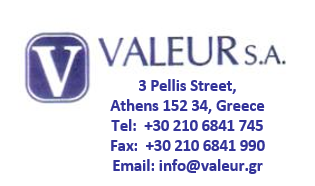 V VALEUR S.A.
3 Pellis Street,
Athens 152 34, Greece
Tel: +30 210 6841 745
Fax: +30 210 6841 990
Email: info@valeur.gr